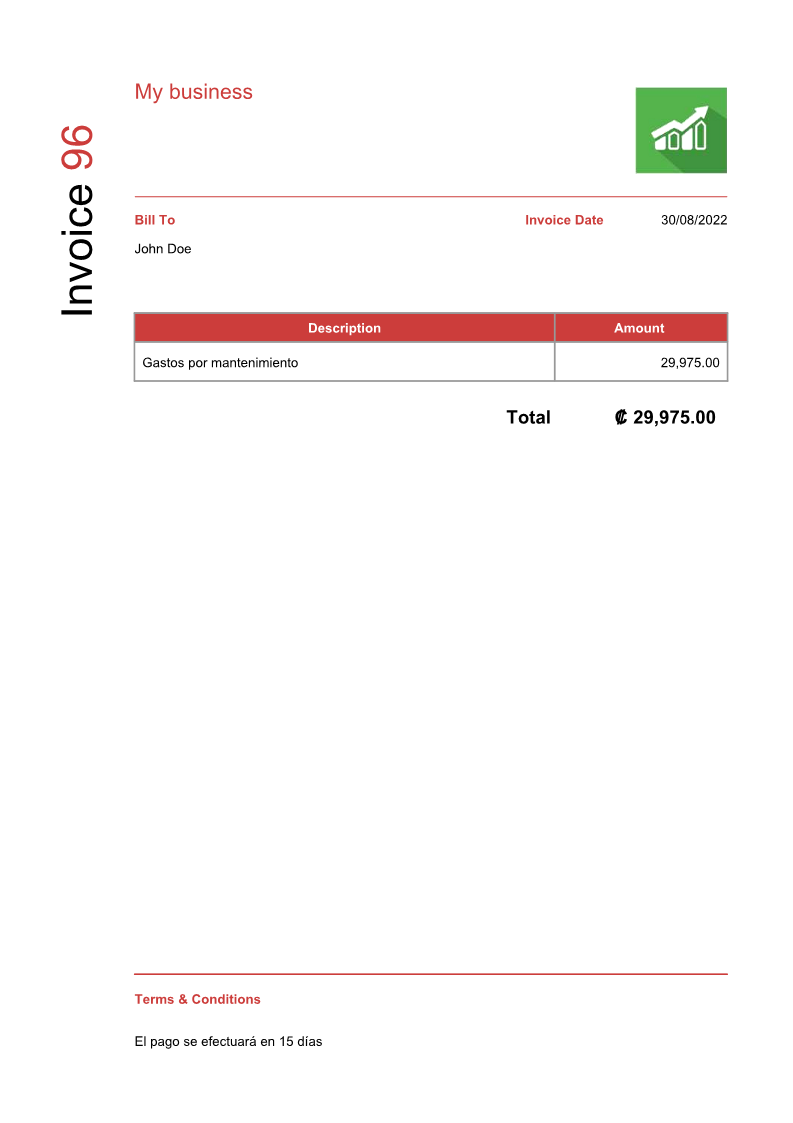 My business
Invoice 96
Bill To
Invoice Date 30/08/2022
John Doe
Description Amount
Gastos por mantenimiento 29,975.00
Total ₡ 29,975.00
Terms & Conditions
El pago se efectuará en 15 días